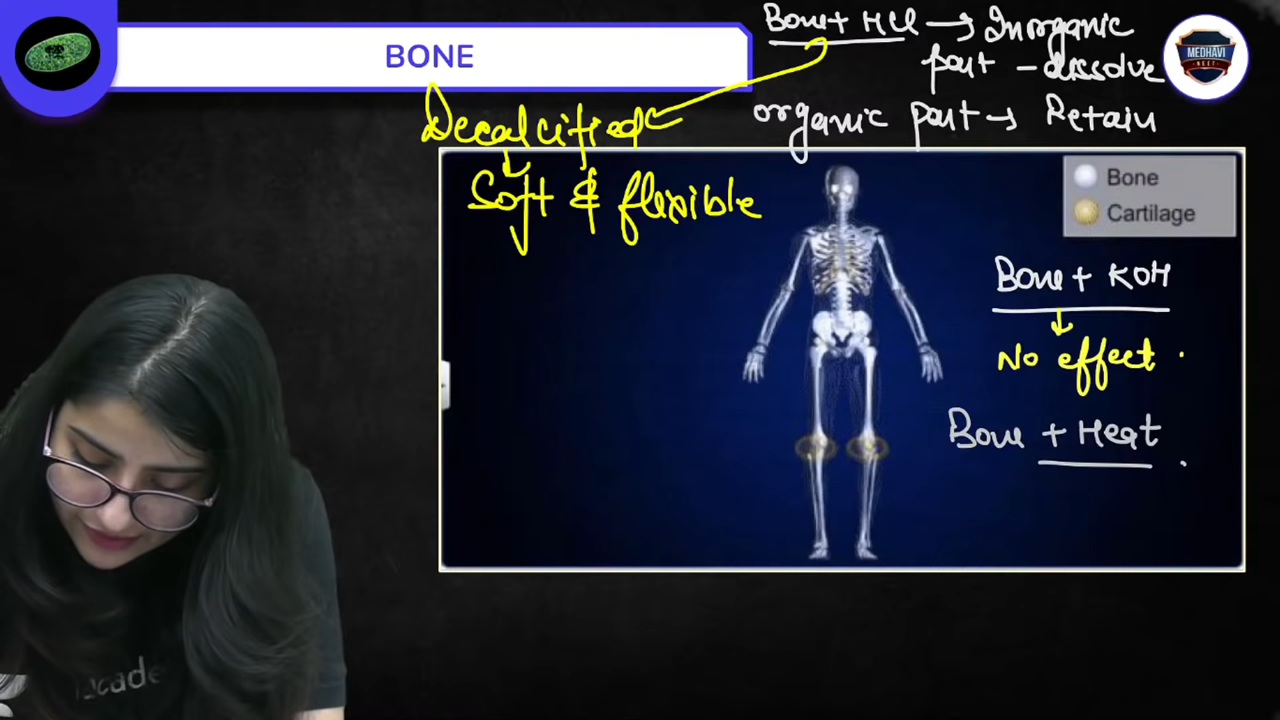 BONE
Bone + HCl → Inorganic
part - dissolve
organic part → Retain
Decalcified
Soft & flexible
MEDHAVI
NEET
Bone
Cartilage
Bone + KOH
No effect .
Bone + Heat .